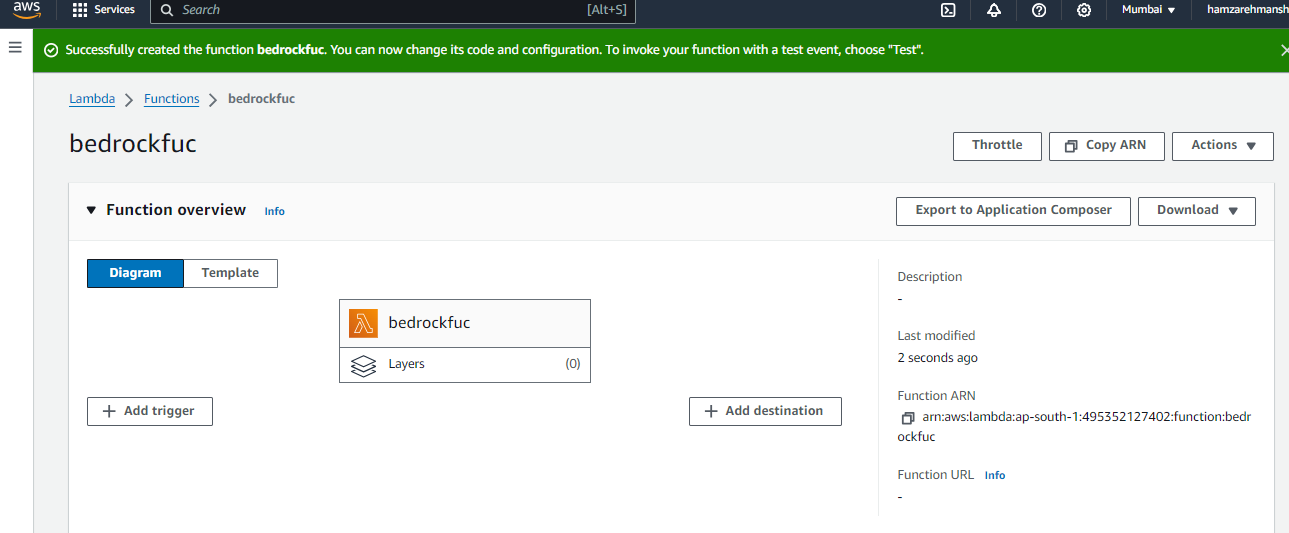 aws Services Search [Alt+S] Mumbai ▼ hamzarehmansh
Successfully created the function bedrockfuc. You can now change its code and configuration. To invoke your function with a test event, choose "Test".
Lambda > Functions > bedrockfuc
bedrockfuc
Throttle Copy ARN Actions ▼
▼ Function overview Info
Export to Application Composer Download ▼
Diagram Template
bedrockfuc
Layers (0)
+ Add trigger
+ Add destination
Description
-
Last modified
2 seconds ago
Function ARN
arn:aws:lambda:ap-south-1:495352127402:function:bedr
ockfuc
Function URL Info
-